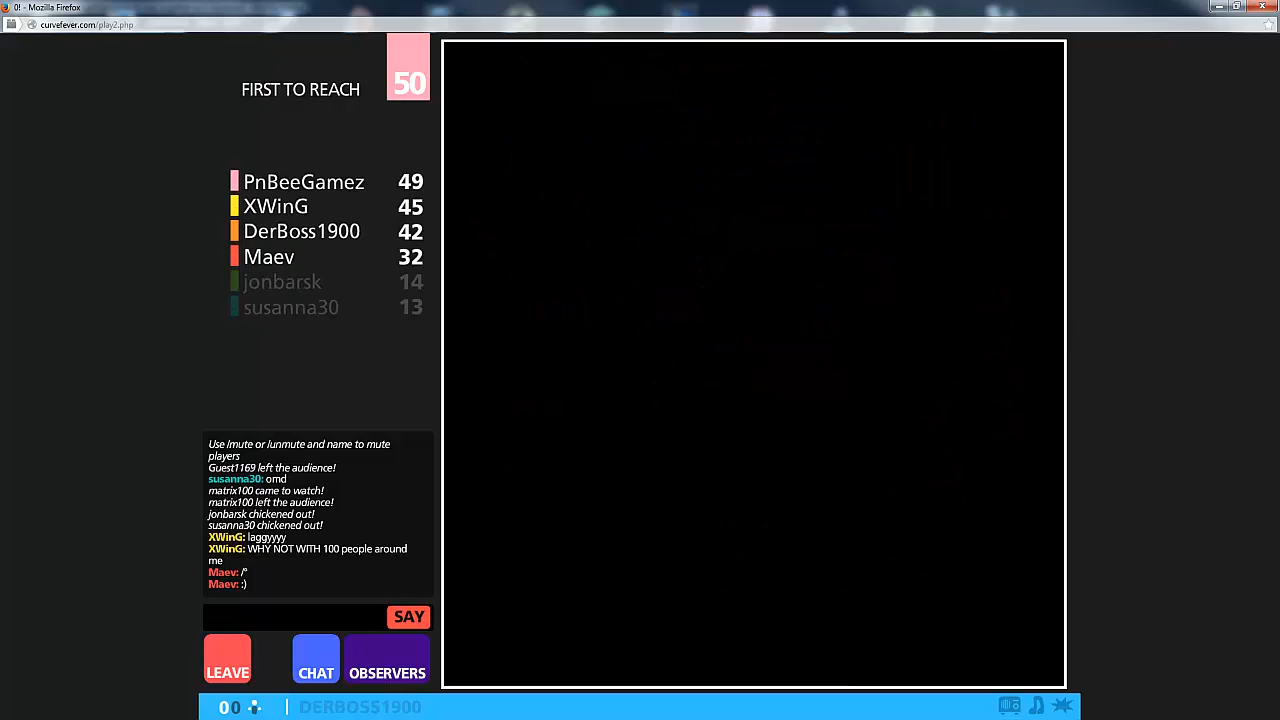 0! - Mozilla Firefox
curvefever.com/play2.php
FIRST TO REACH 50
PnBeeGamez 49
XWinG 45
DerBoss1900 42
Maev 32
jonbarsk 14
susanna30 13
Use /mute or /unmute and name to mute
players
Guest1169 left the audience!
susanna30: omd
matrix100 came to watch!
matrix100 left the audience!
jonbarsk chickened out!
susanna30 chickened out!
XWinG: laggyyyy
XWinG: WHY NOT WITH 100 people around
me
Maev: /°
Maev: :)
SAY
LEAVE
CHAT
OBSERVERS
00
DERBOSS1900